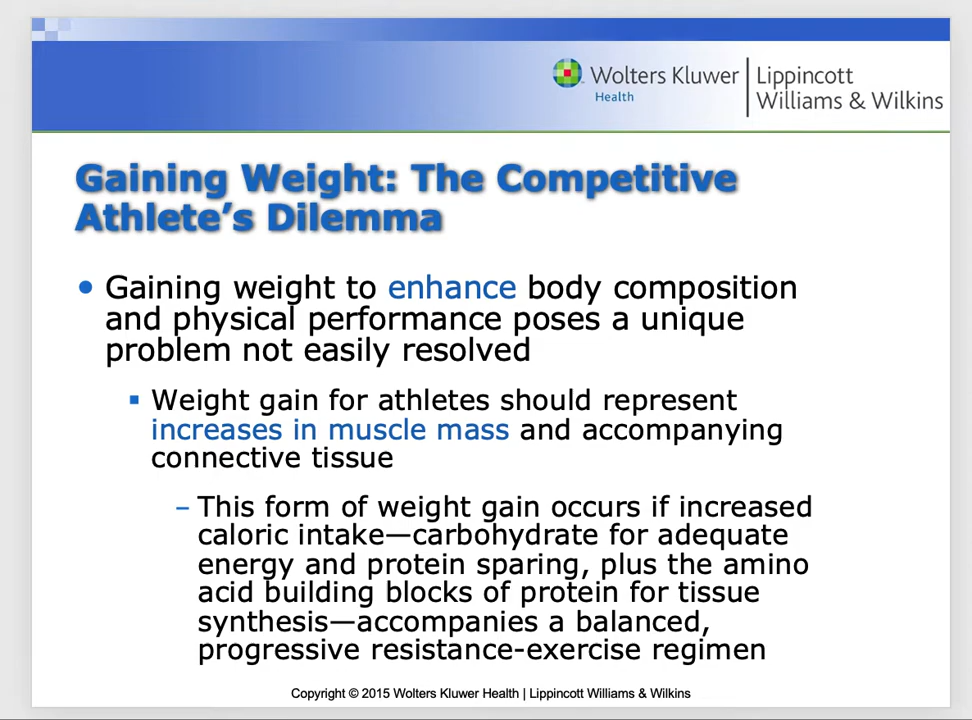 Wolters Kluwer
Health
Lippincott
Williams & Wilkins
Gaining Weight: The Competitive
Athlete’s Dilemma
• Gaining weight to enhance body composition
and physical performance poses a unique
problem not easily resolved
▪ Weight gain for athletes should represent
increases in muscle mass and accompanying
connective tissue
– This form of weight gain occurs if increased
caloric intake—carbohydrate for adequate
energy and protein sparing, plus the amino
acid building blocks of protein for tissue
synthesis—accompanies a balanced,
progressive resistance-exercise regimen
Copyright © 2015 Wolters Kluwer Health | Lippincott Williams & Wilkins